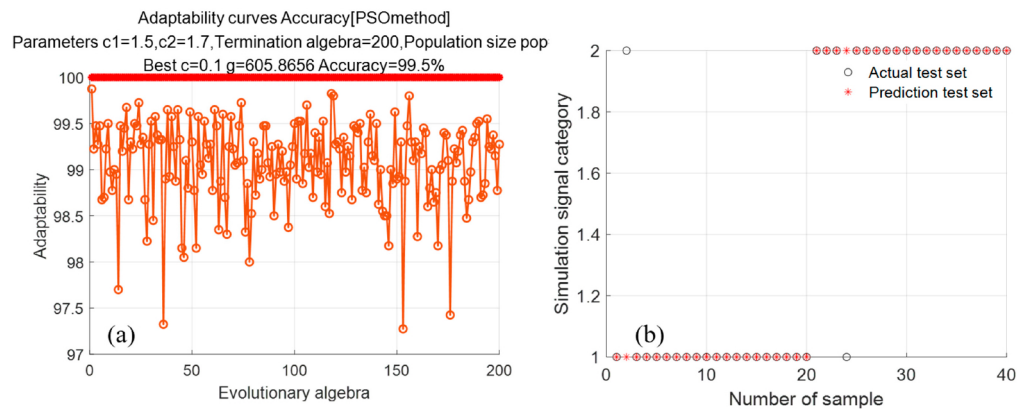 Adaptability curves Accuracy[PSOmethod]
Parameters c1=1.5,c2=1.7,Termination algebra=200,Population size pop
Best c=0.1 g=605.8656 Accuracy=99.5%
100
99.5
99
98.5
98
97.5
97
Adaptability
(a)
0
50
100
150
200
Evolutionary algebra
2
1.8
1.6
1.4
1.2
1
Simulation signal category
Actual test set
Prediction test set
(b)
0
10
20
30
40
Number of sample